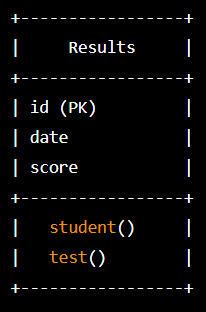 +-----------------+
|     Results     |
+-----------------+
| id (PK)         |
| date            |
| score           |
+-----------------+
|   student()     |
|   test()        |
+-----------------+